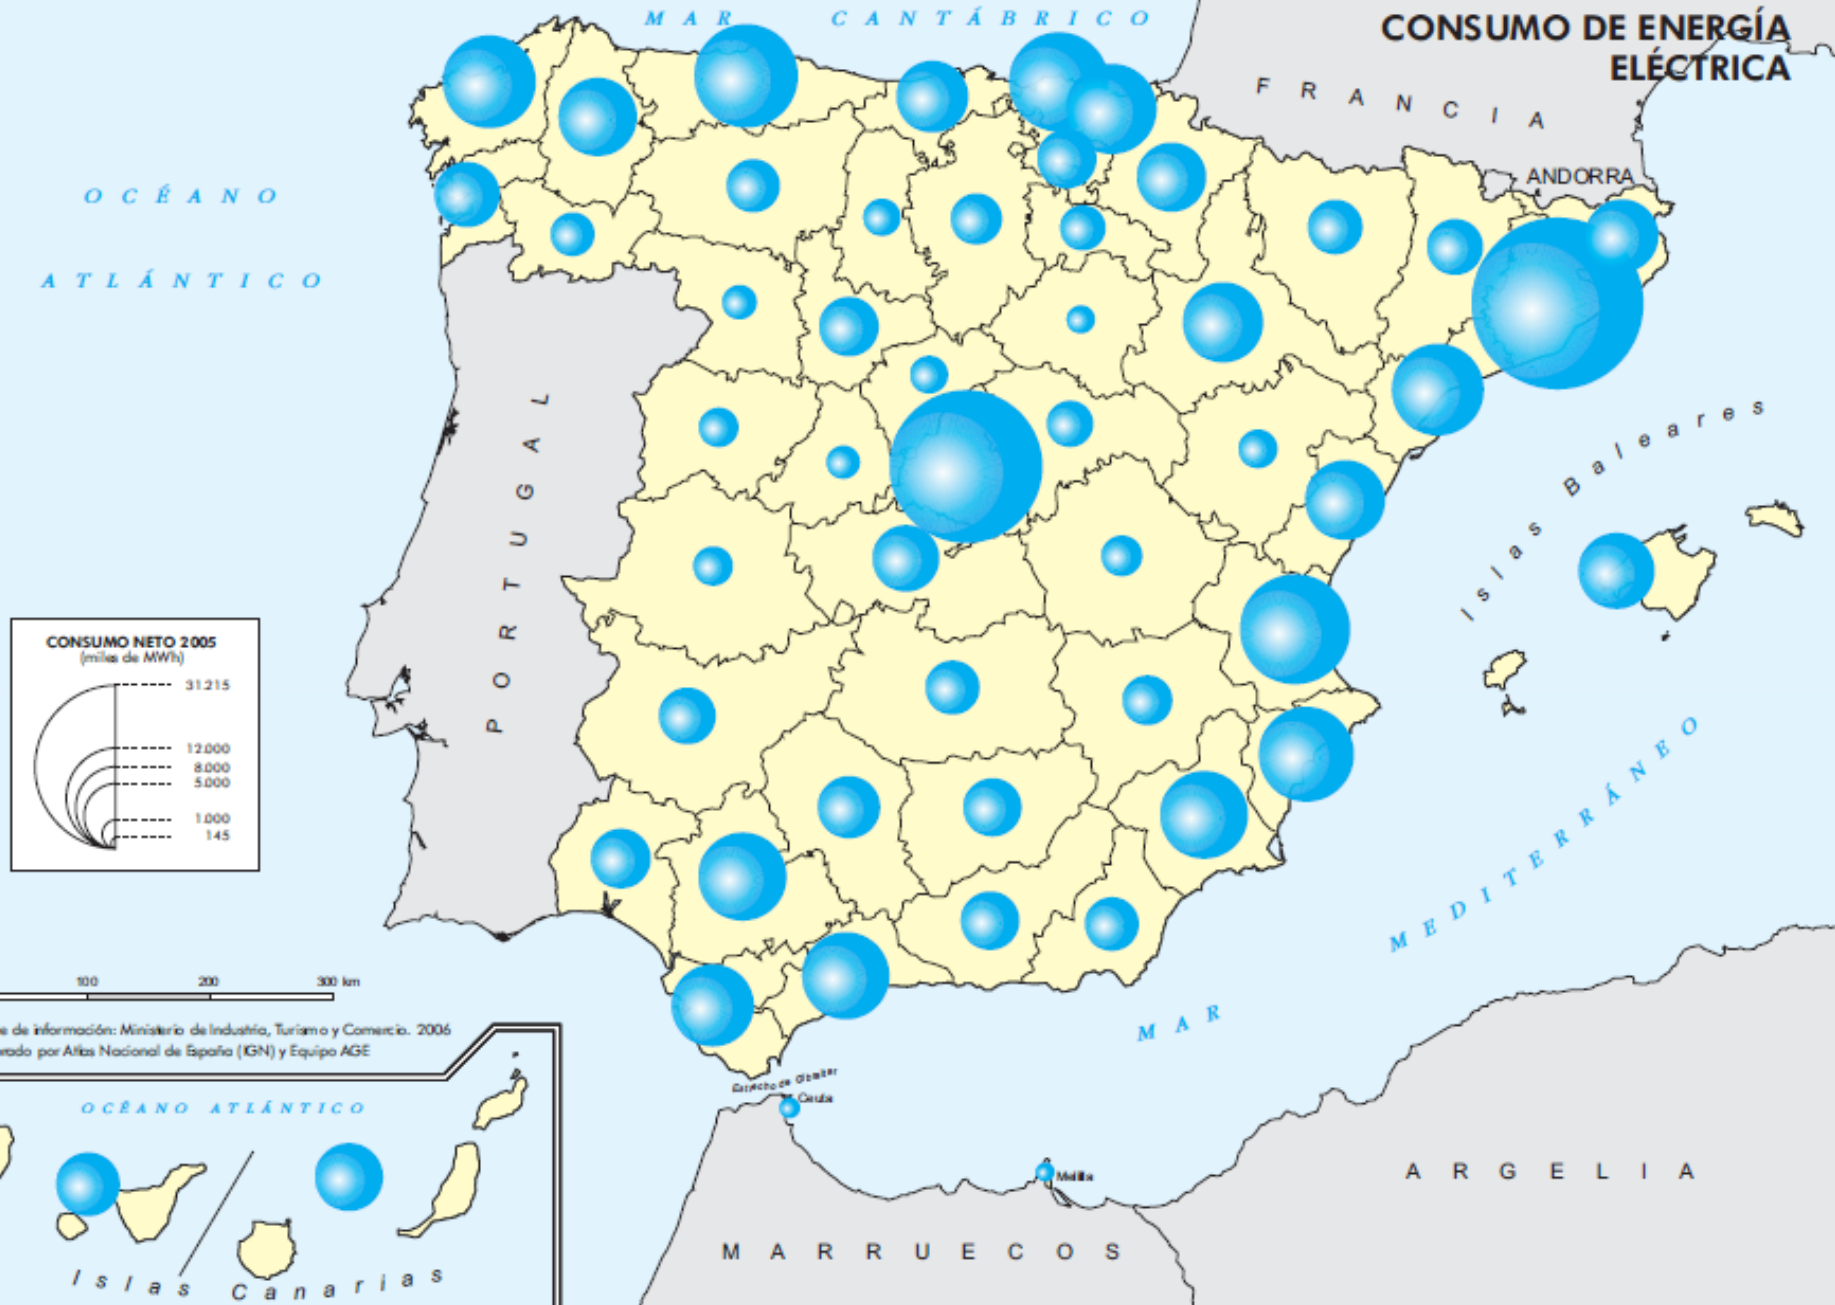 MAR CANTÁBRICO
CONSUMO DE ENERGÍA
ELÉCTRICA
FRANCIA
ANDORRA
OCÉANO
ATLÁNTICO
PORTUGAL
Islas Baleares
CONSUMO NETO 2005
(miles de MWh)
31.215
12.000
8.000
5.000
1.000
145
MAR MEDITERRÁNEO
100 200 300 km
e de información: Ministerio de Industria, Turismo y Comercio. 2006
orado por Atlas Nacional de España (IGN) y Equipo AGE
Estrecho de Gibraltar
Ceuta
Melilla
OCÉANO ATLÁNTICO
Islas Canarias
MARRUECOS
ARGELIA